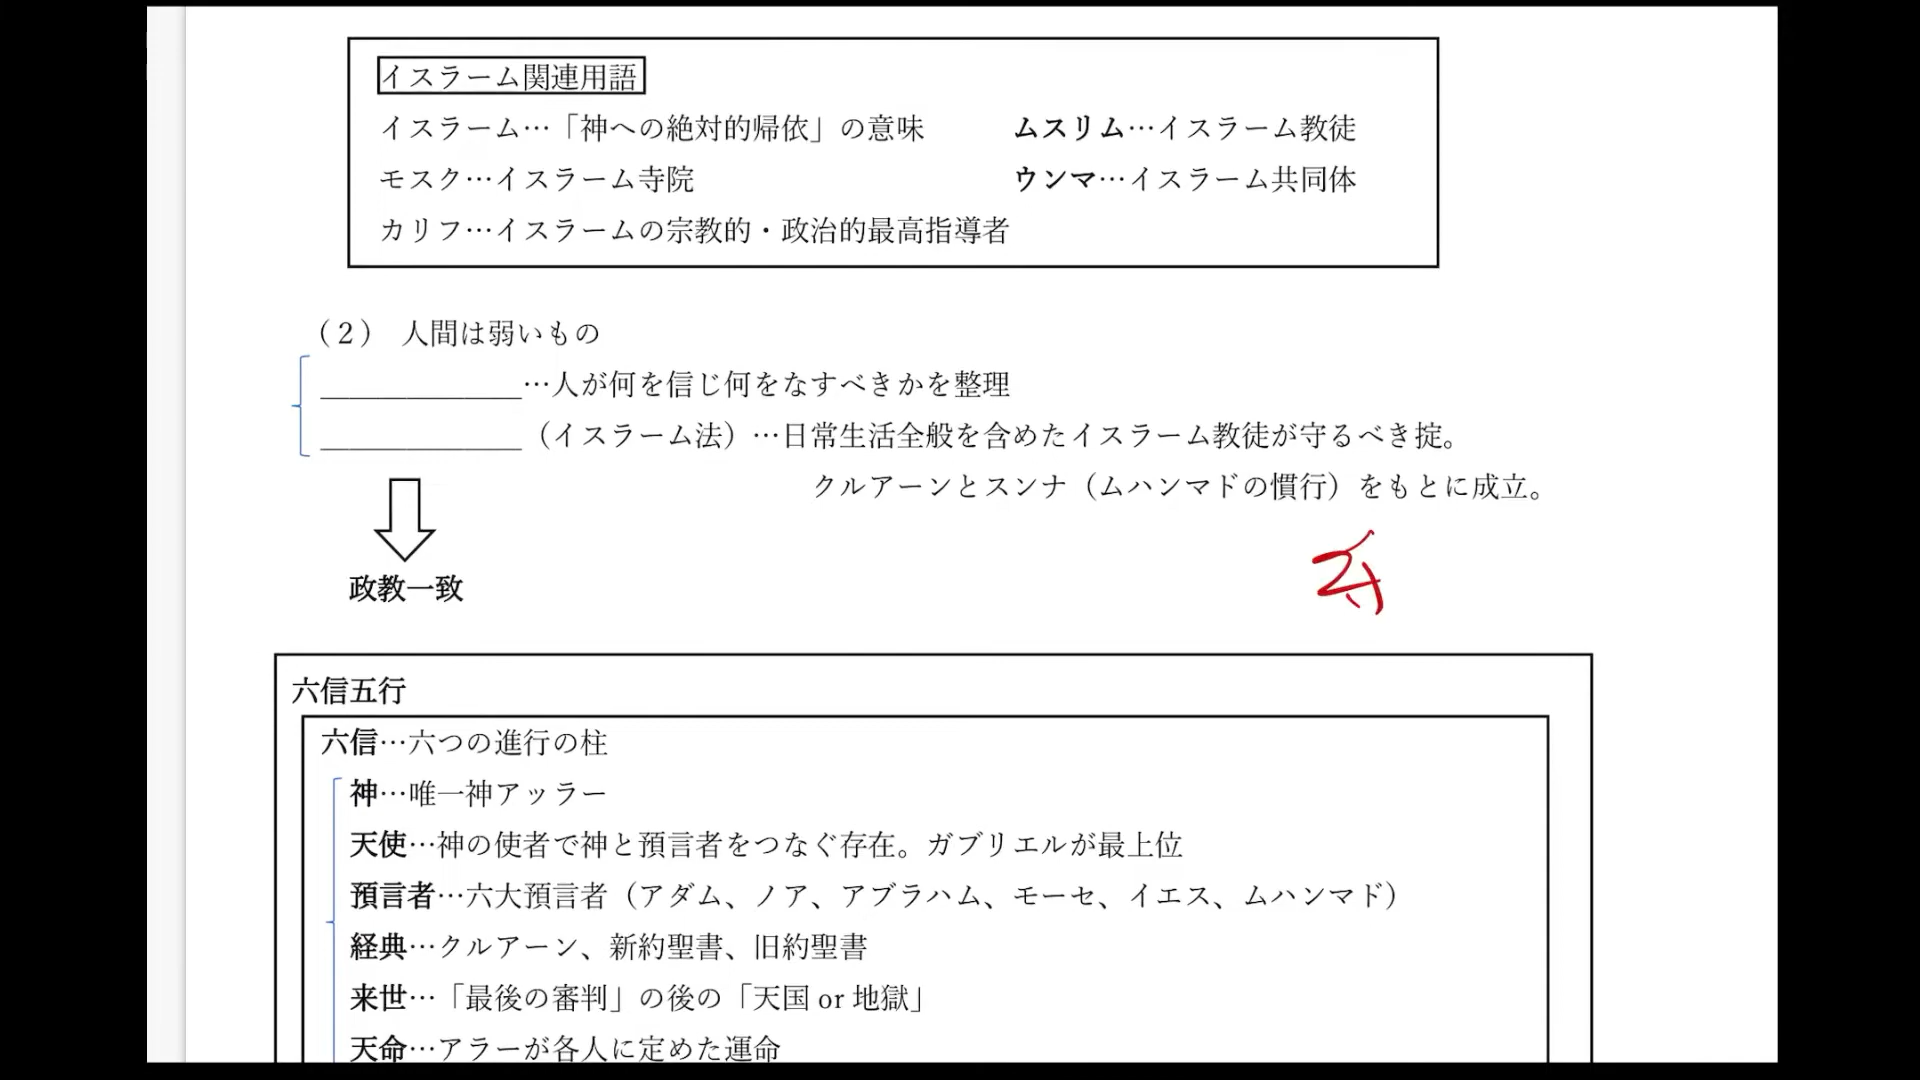 イスラーム関連用語
イスラーム…「神への絶対的帰依」の意味　ムスリム…イスラーム教徒
モスク…イスラーム寺院　ウンマ…イスラーム共同体
カリフ…イスラームの宗教的・政治的最高指導者
（２）　人間は弱いもの
______________…人が何を信じ何をなすべきかを整理
______________（イスラーム法）…日常生活全般を含めたイスラーム教徒が守るべき掟。
クルアーンとスンナ（ムハンマドの慣行）をもとに成立。
政教一致
六信五行
六信…六つの進行の柱
神…唯一神アッラー
天使…神の使者で神と預言者をつなぐ存在。ガブリエルが最上位
預言者…六大預言者（アダム、ノア、アブラハム、モーセ、イエス、ムハンマド）
経典…クルアーン、新約聖書、旧約聖書
来世…「最後の審判」の後の「天国 or 地獄」
天命…アラーが各人に定めた運命